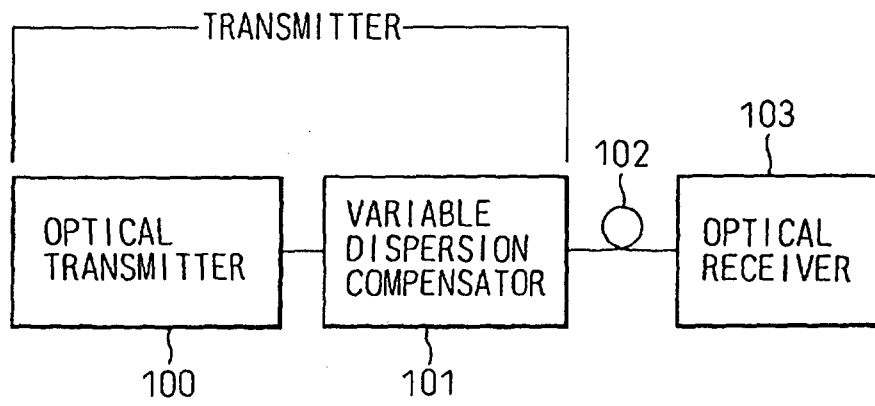 TRANSMITTER
103
102
OPTICAL
TRANSMITTER
VARIABLE
DISPERSION
COMPENSATOR
OPTICAL
RECEIVER
100
101